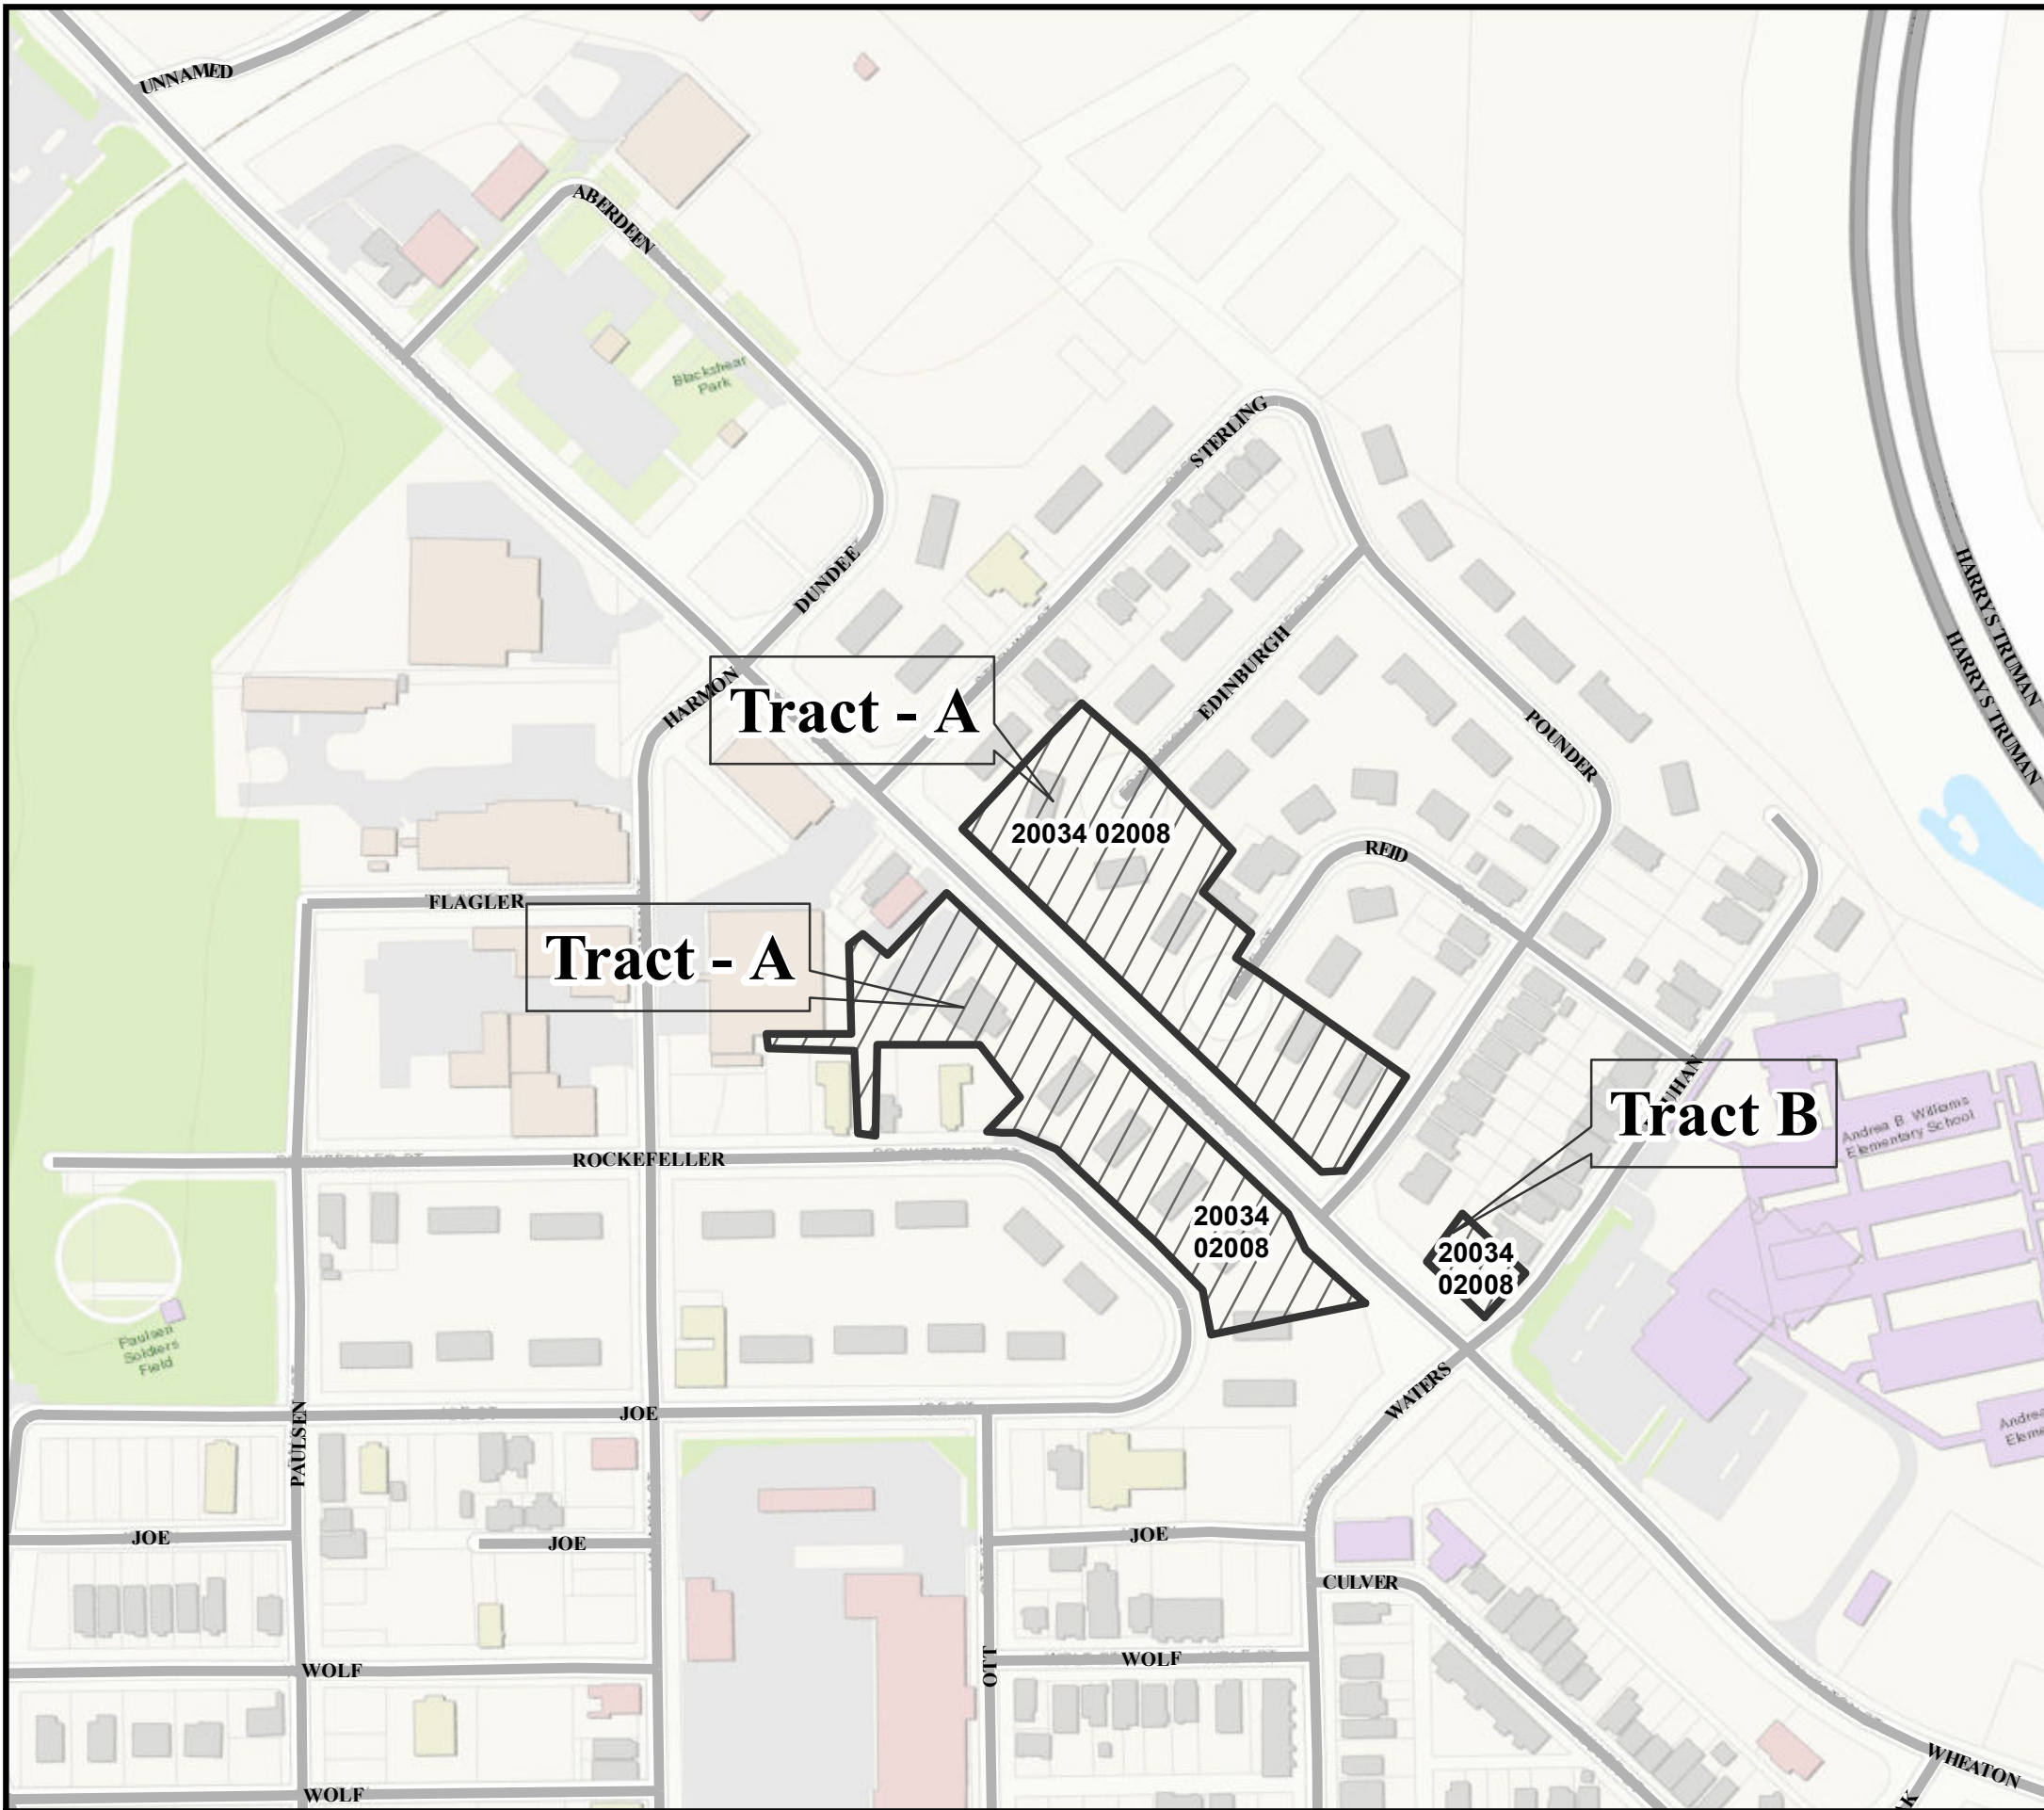 UNNAMED
ABERDEEN
Blackshear
Park
STERLING
HARRY S TRUMAN
HARRY S TRUMAN
DUNDEE
EDINBURGH
HARMON
Tract - A
POUNDER
20034 02008
REID
FLAGLER
Tract - A
Tract B
Andrea B. Williams
Elementary School
ROCKEFELLER
20034
02008
20034
02008
Paulsen
Soldiers
Field
WATERS
PAULSEN
JOE
JOE
JOE
JOE
CULVER
WOLF
OTT
WOLF
WHEATON
WOLF